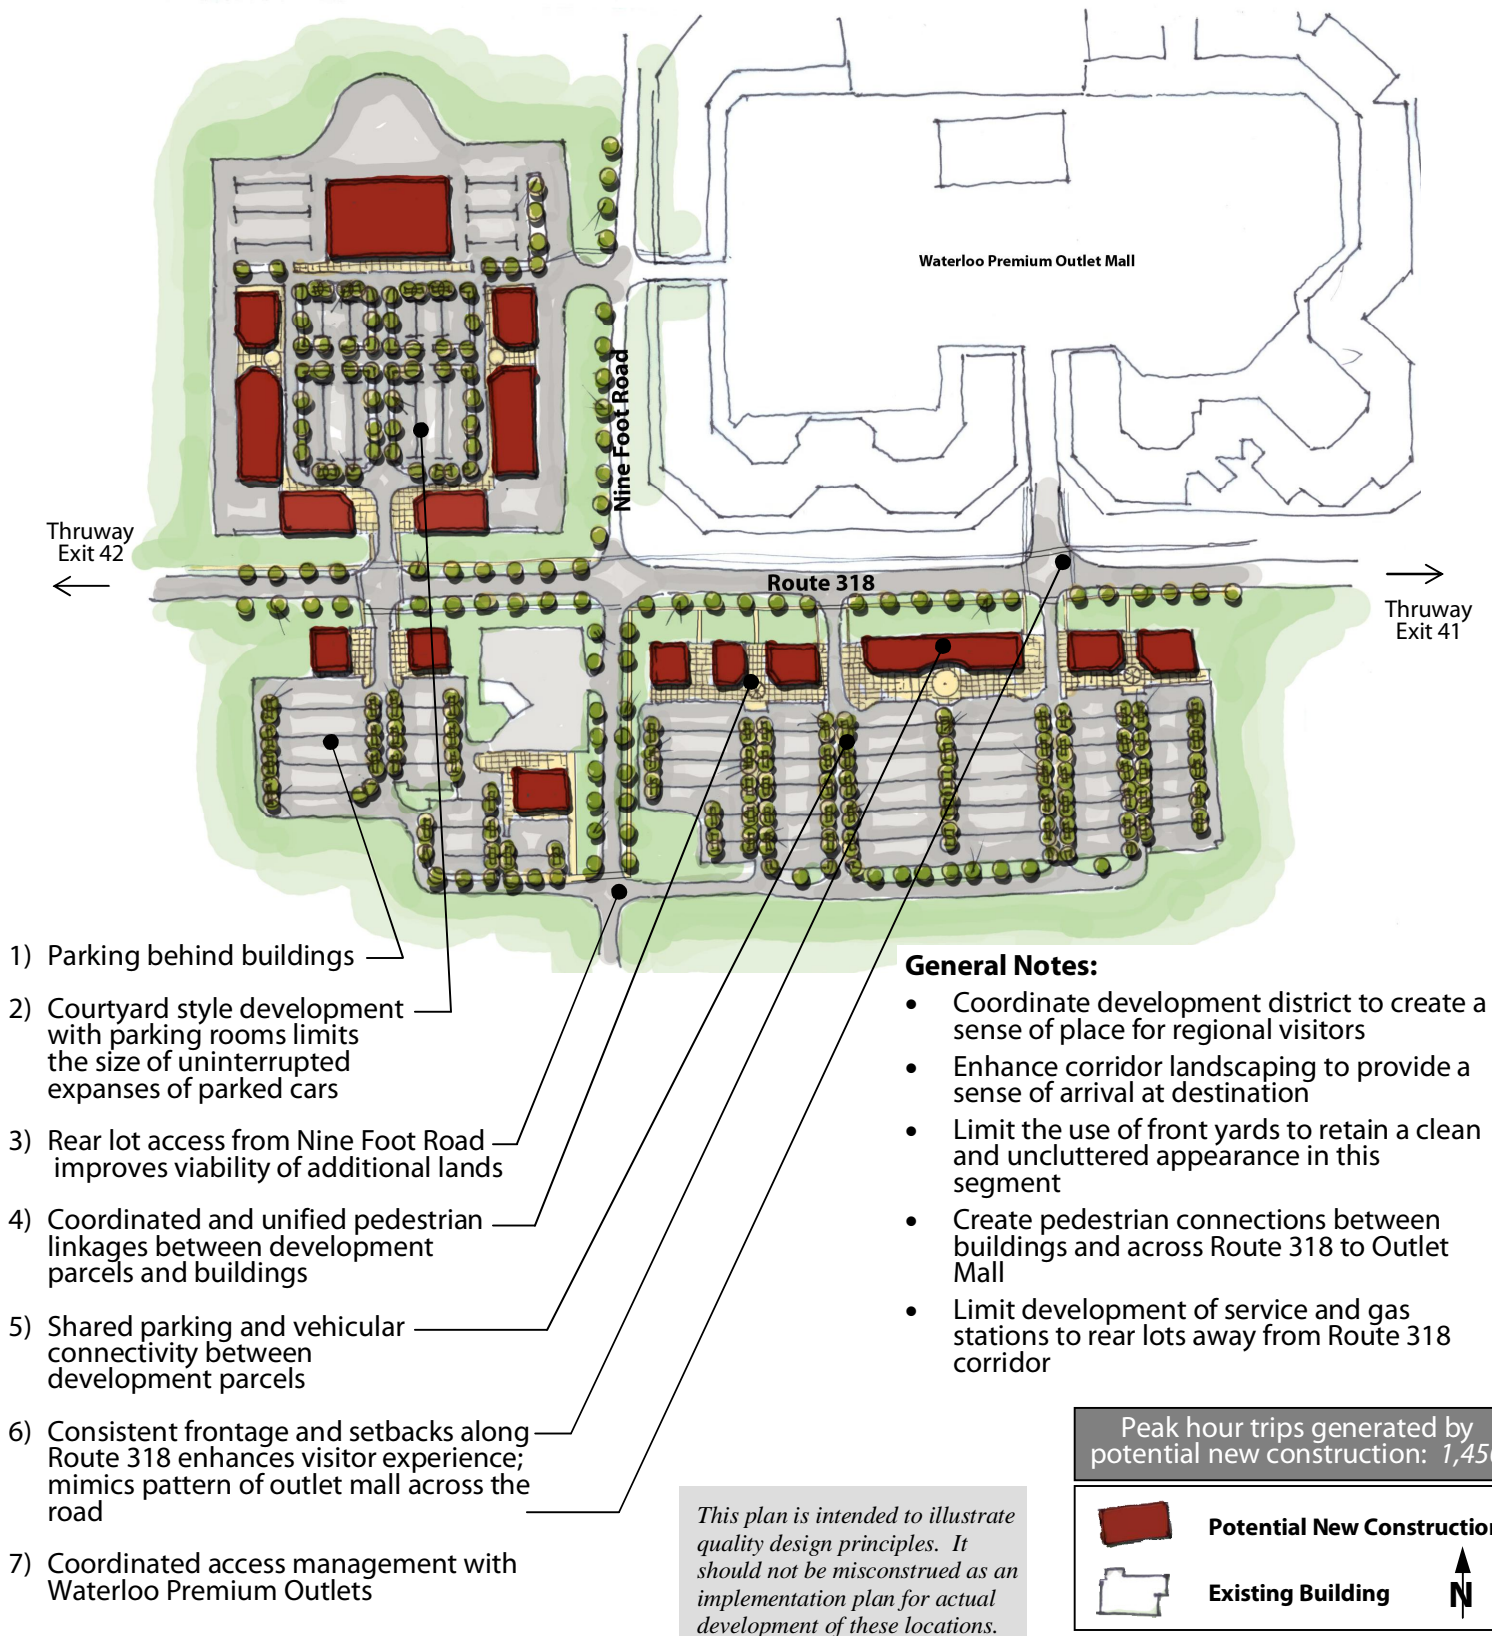 Waterloo Premium Outlet Mall
Nine Foot Road
Thruway
Exit 42
Route 318
Thruway
Exit 41
1) Parking behind buildings
2) Courtyard style development
with parking rooms limits
the size of uninterrupted
expanses of parked cars
3) Rear lot access from Nine Foot Road
improves viability of additional lands
4) Coordinated and unified pedestrian
linkages between development
parcels and buildings
5) Shared parking and vehicular
connectivity between
development parcels
6) Consistent frontage and setbacks along
Route 318 enhances visitor experience;
mimics pattern of outlet mall across the
road
7) Coordinated access management with
Waterloo Premium Outlets
General Notes:
• Coordinate development district to create a
sense of place for regional visitors
• Enhance corridor landscaping to provide a
sense of arrival at destination
• Limit the use of front yards to retain a clean
and uncluttered appearance in this
segment
• Create pedestrian connections between
buildings and across Route 318 to Outlet
Mall
• Limit development of service and gas
stations to rear lots away from Route 318
corridor
This plan is intended to illustrate
quality design principles. It
should not be misconstrued as an
implementation plan for actual
development of these locations.
Peak hour trips generated by
potential new construction:
Potential New Construction
Existing Building
N